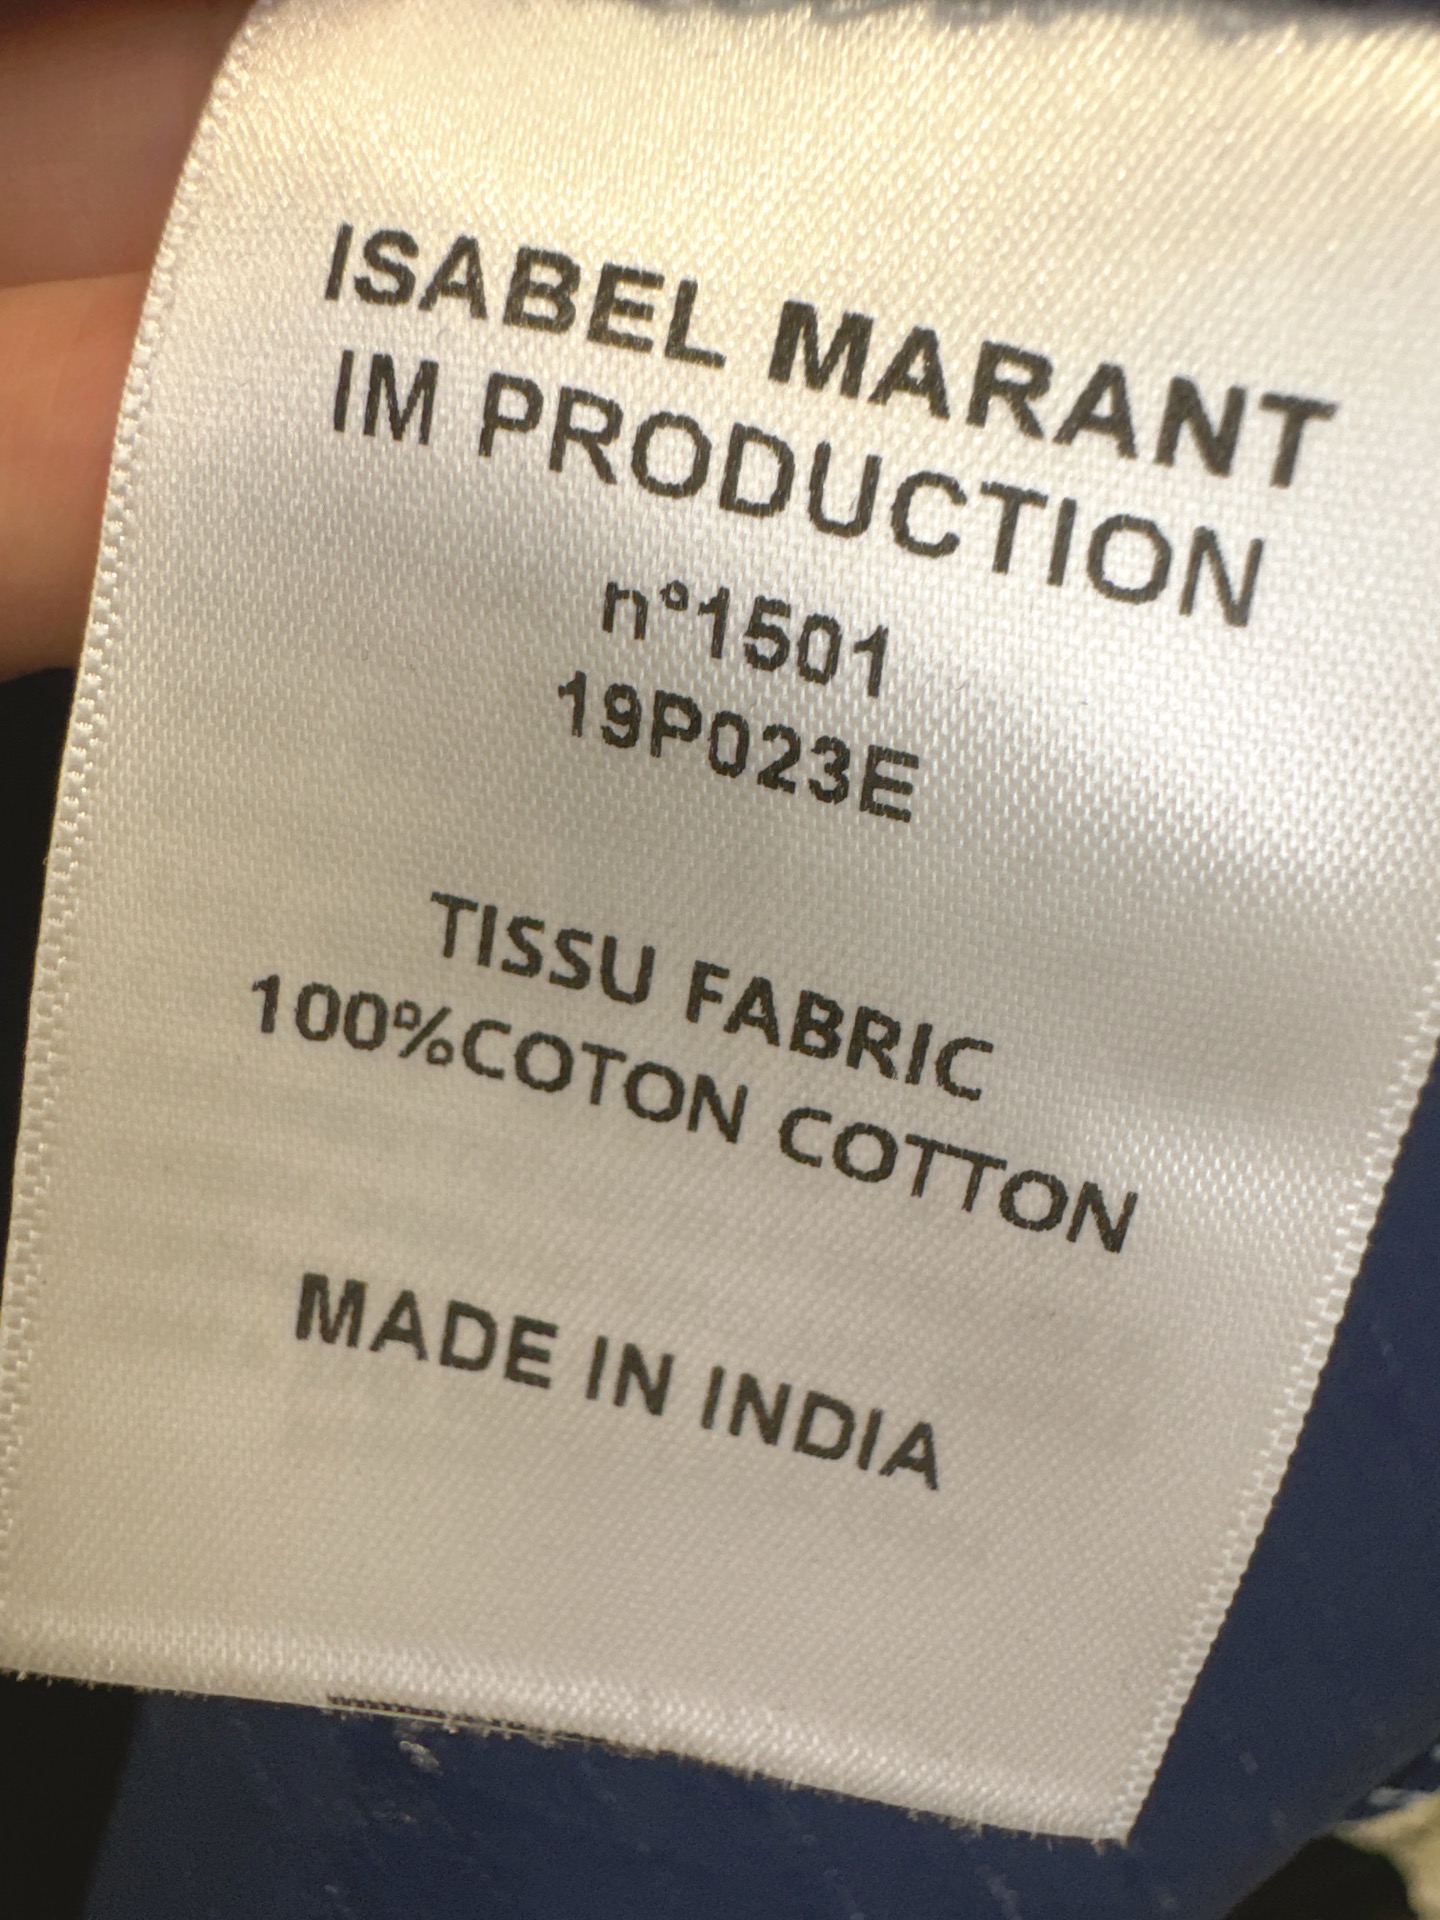 ISABEL MARANT
IM PRODUCTION
n°1501
19P023E
TISSU FABRIC
100%COTON COTTON
MADE IN INDIA